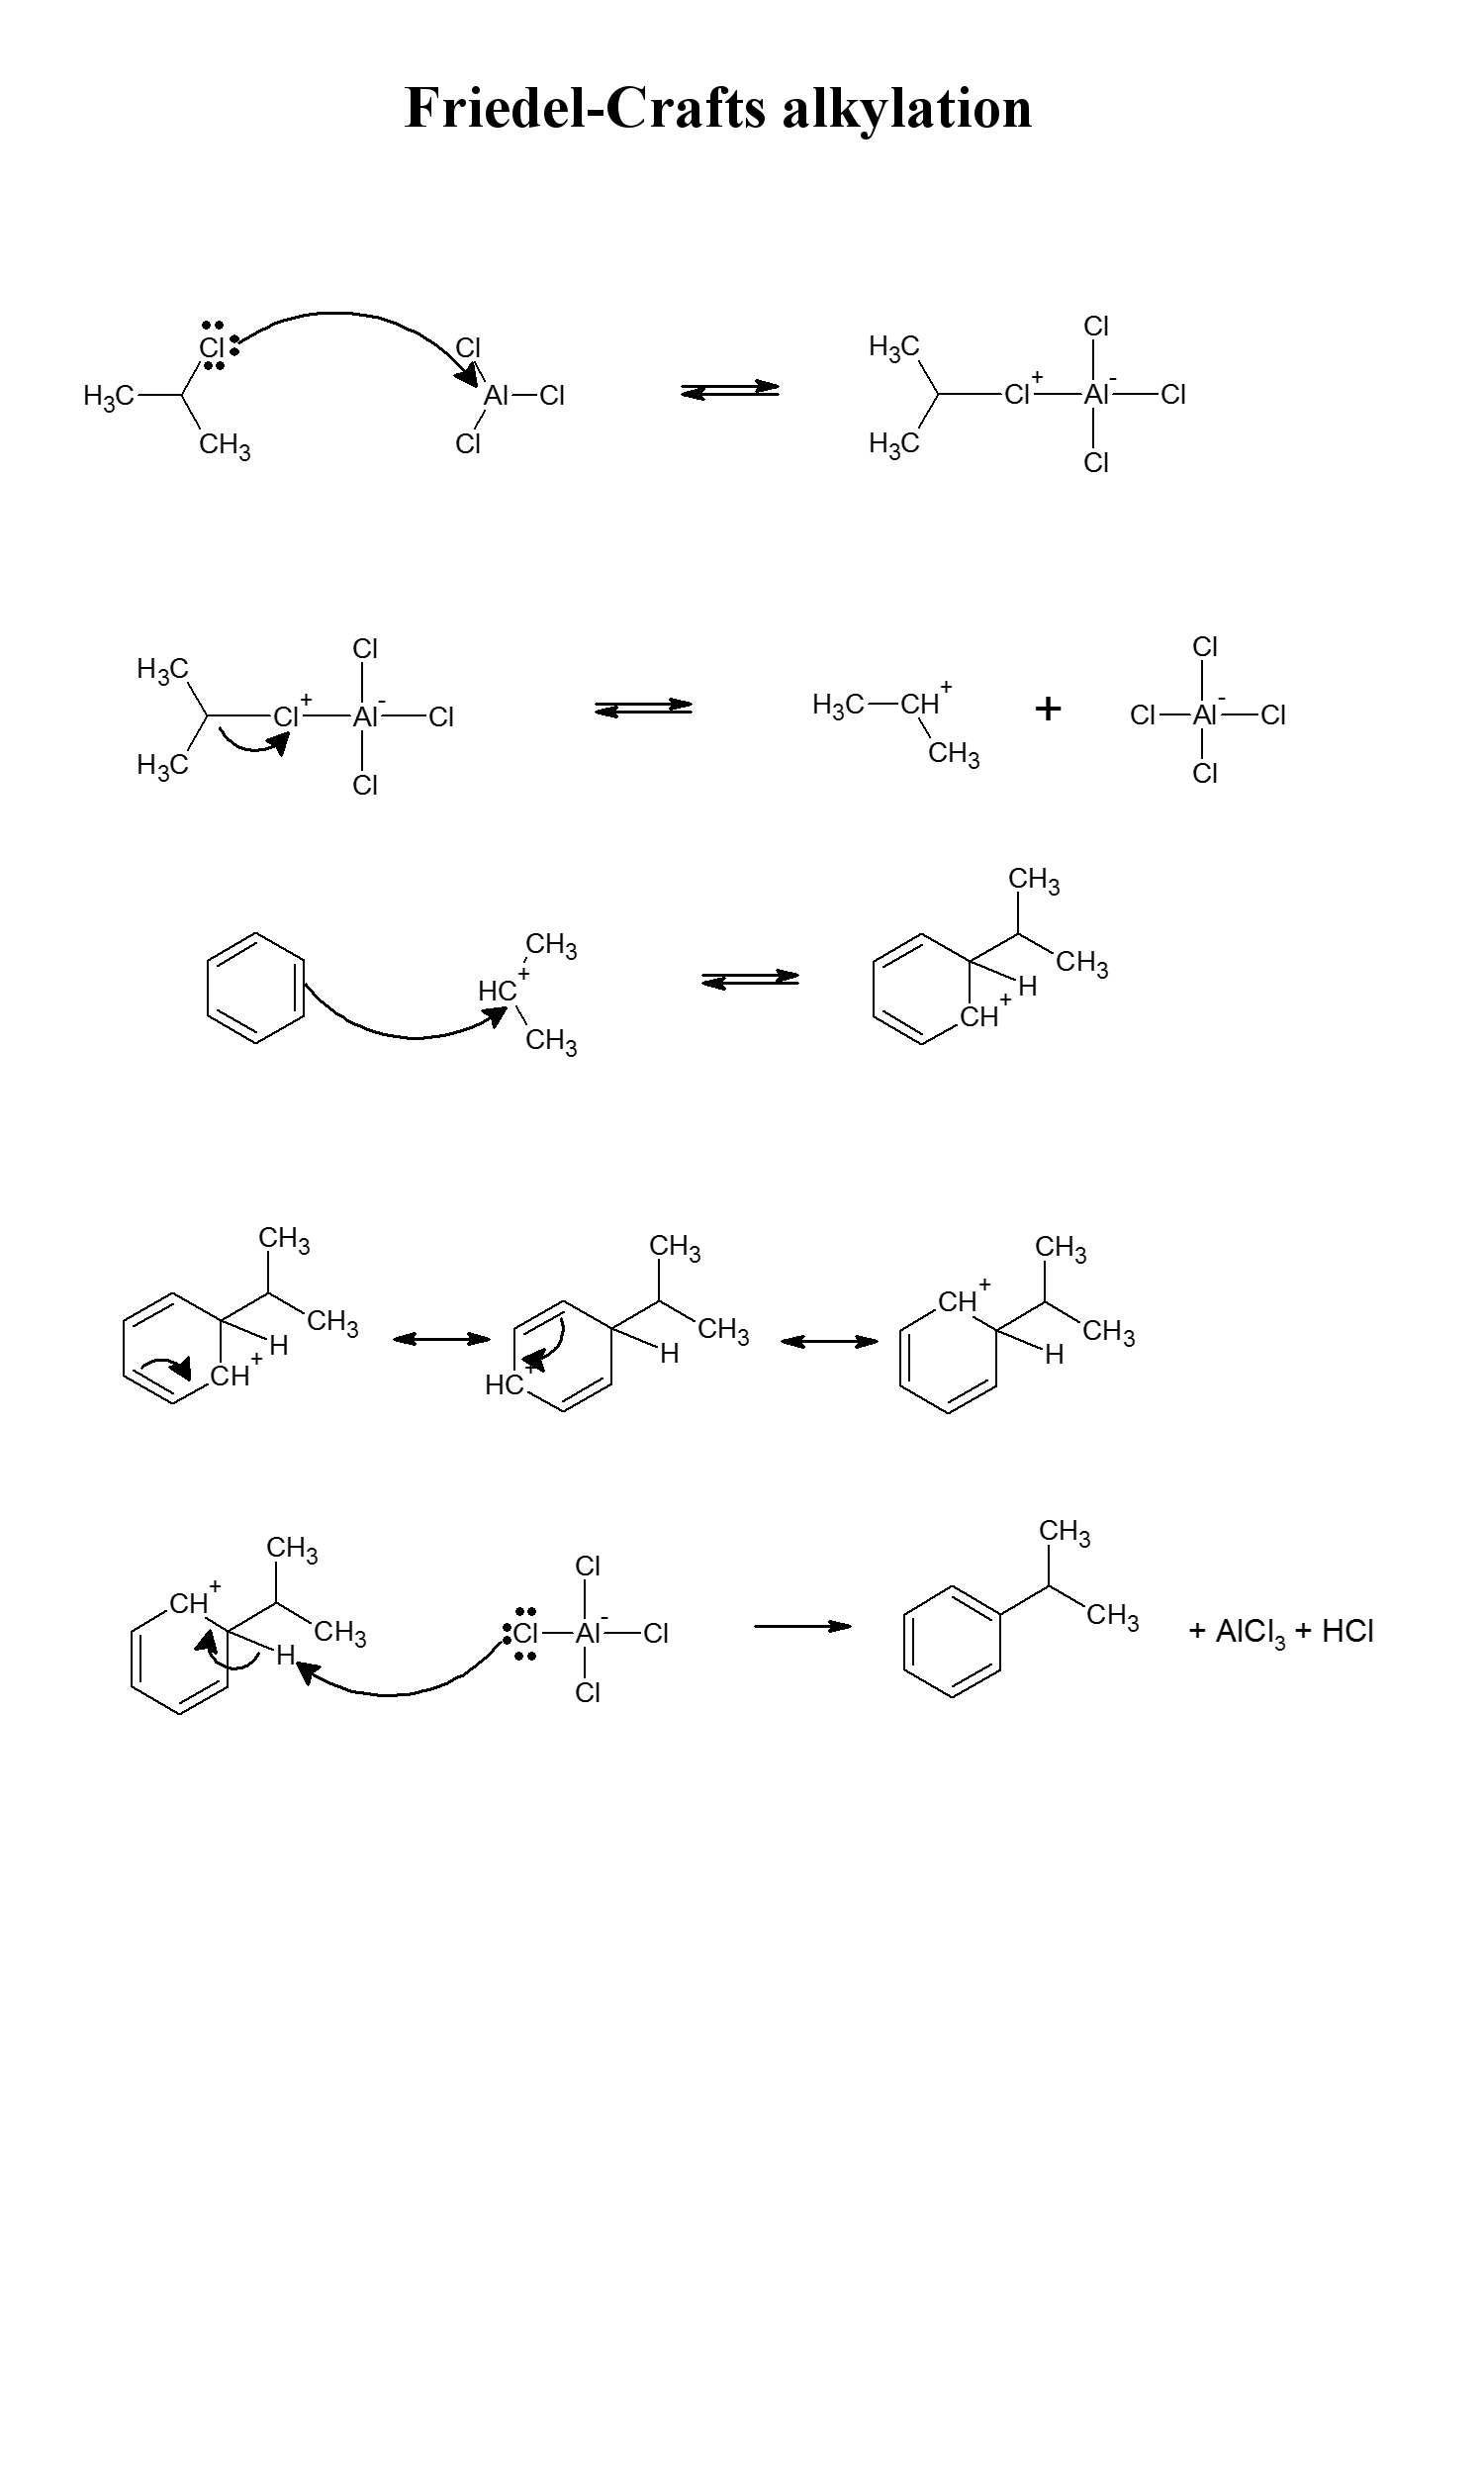 Friedel-Crafts alkylation
Cl Cl Cl
H₃C Al Cl H₃C Cl⁺ Al⁻ Cl
CH₃ Cl H₃C Cl
Cl Cl
H₃C Cl⁺ Al⁻ Cl H₃C CH⁺ + Cl Al⁻ Cl
H₃C Cl CH₃ Cl
CH₃
CH₃ CH₃
HC⁺ H
CH₃ CH⁺
CH₃ CH₃ CH₃
CH₃ CH₃ CH⁺ CH₃
H H H
CH⁺ HC⁺
CH₃ Cl CH₃
CH⁺ CH₃ Cl Al⁻ Cl CH₃ + AlCl₃ + HCl
H Cl